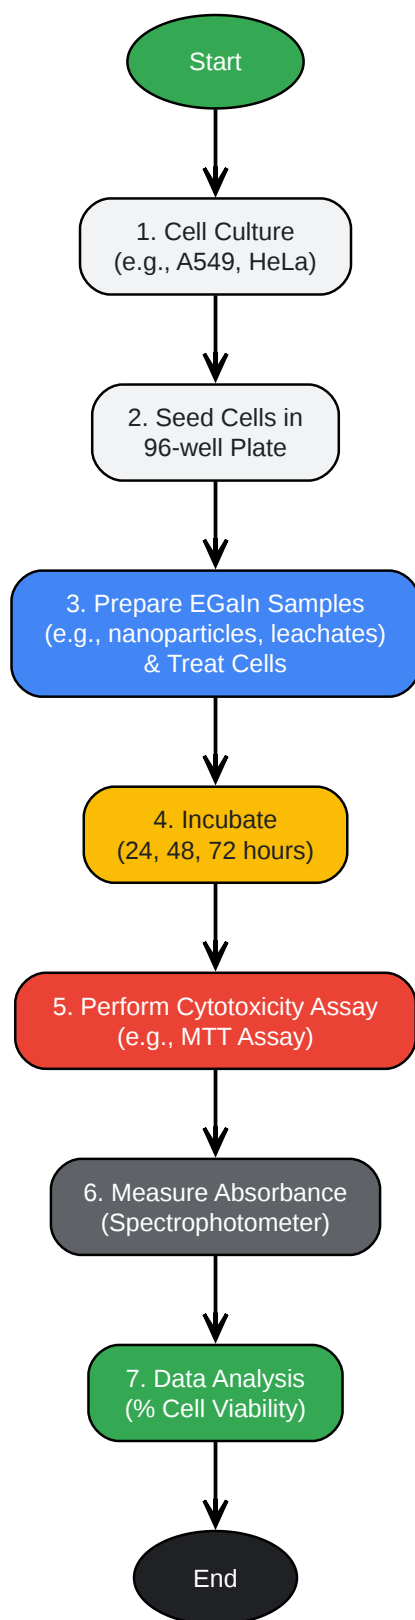 Start
1. Cell Culture
(e.g., A549, HeLa)
2. Seed Cells in
96-well Plate
3. Prepare EGaIn Samples
(e.g., nanoparticles, leachates)
& Treat Cells
4. Incubate
(24, 48, 72 hours)
5. Perform Cytotoxicity Assay
(e.g., MTT Assay)
6. Measure Absorbance
(Spectrophotometer)
7. Data Analysis
(% Cell Viability)
End